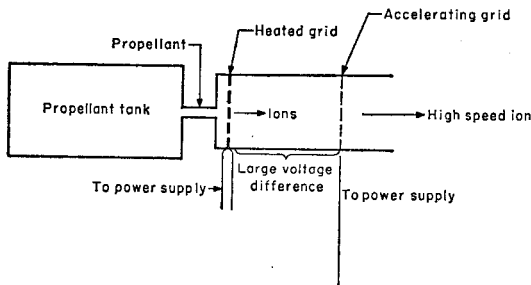 Accelerating grid
Heated grid
Propellant
Propellant tank
Ions
High speed ion
Large voltage
difference
To power supply
To power supply